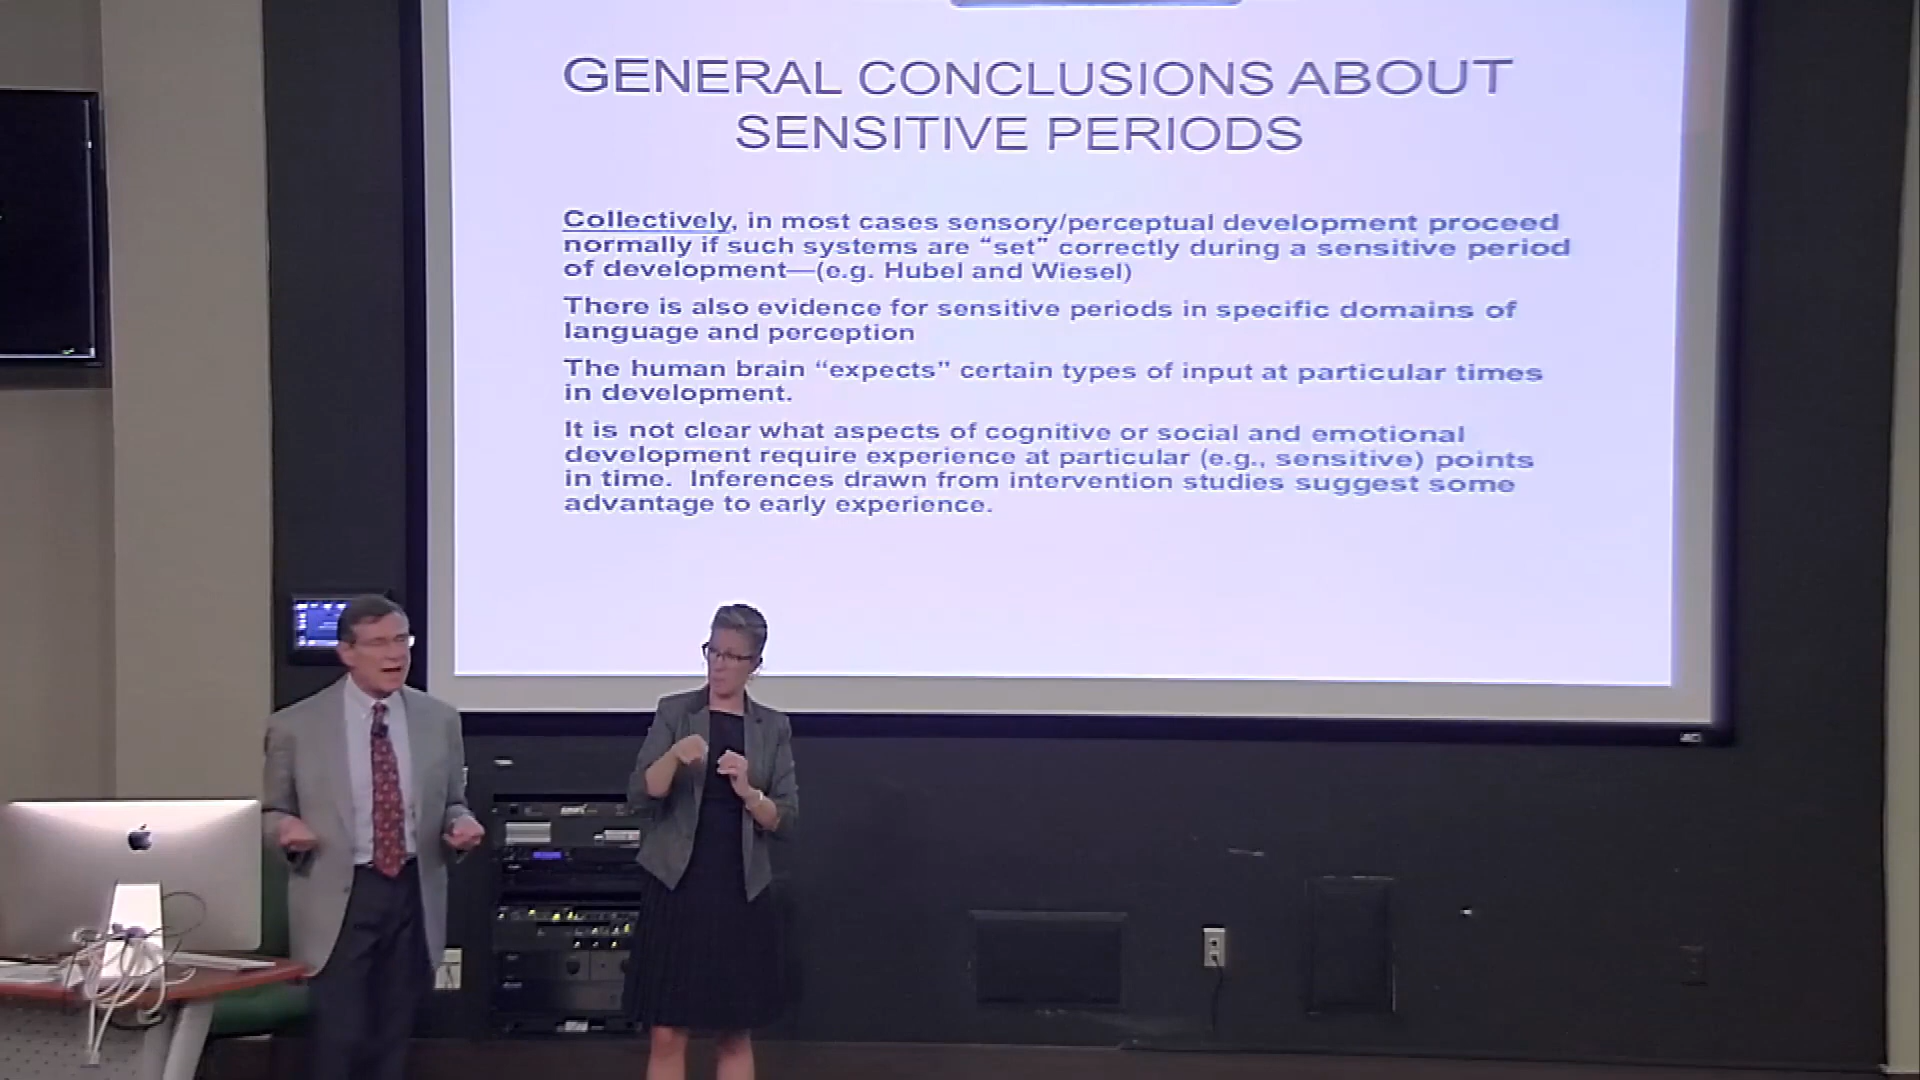 GENERAL CONCLUSIONS ABOUT
SENSITIVE PERIODS
Collectively, in most cases sensory/perceptual development proceed
normally if such systems are “set” correctly during a sensitive period
of development—(e.g. Hubel and Wiesel)
There is also evidence for sensitive periods in specific domains of
language and perception
The human brain “expects” certain types of input at particular times
in development.
It is not clear what aspects of cognitive or social and emotional
development require experience at particular (e.g., sensitive) points
in time.  Inferences drawn from intervention studies suggest some
advantage to early experience.